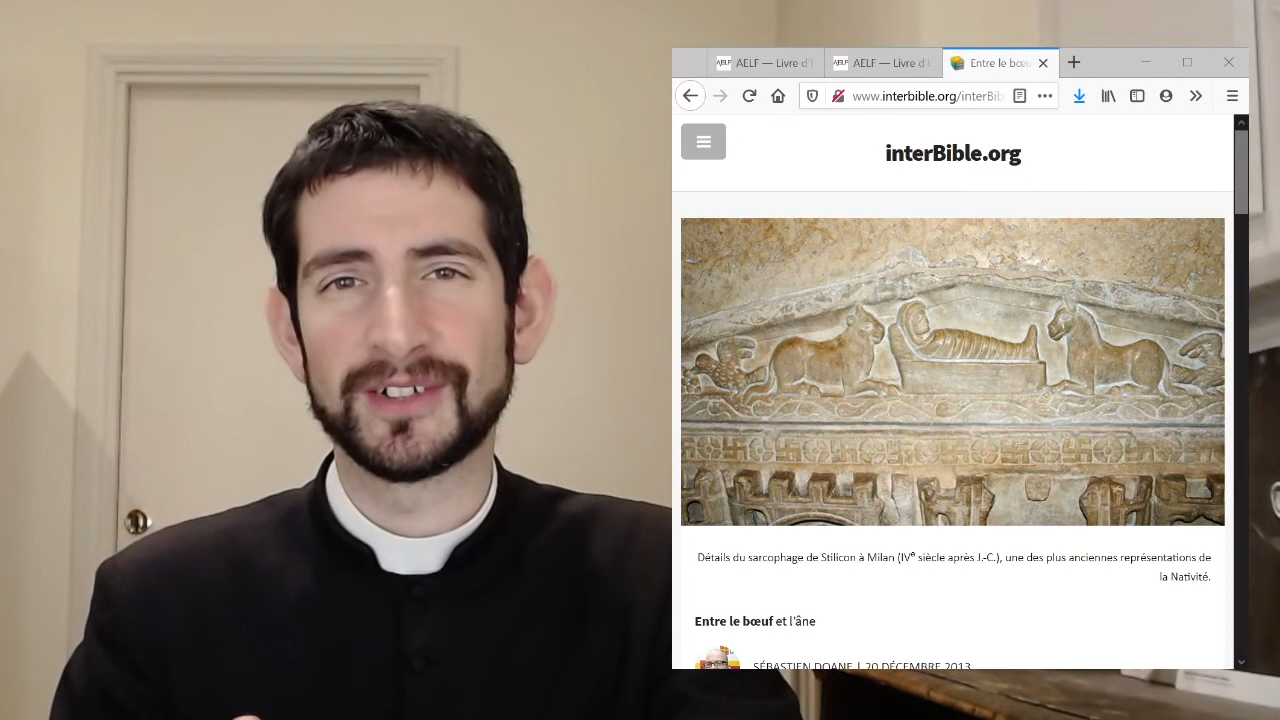 AELF — Livre d'
AELF — Livre d'
Entre le bœu
www.interbible.org/interBib
interBible.org
Détails du sarcophage de Stilicon à Milan (IVe siècle après J.-C.), une des plus anciennes représentations de
la Nativité.
Entre le bœuf et l'âne
SÉBASTIEN DOANE | 20 DÉCEMBRE 2013